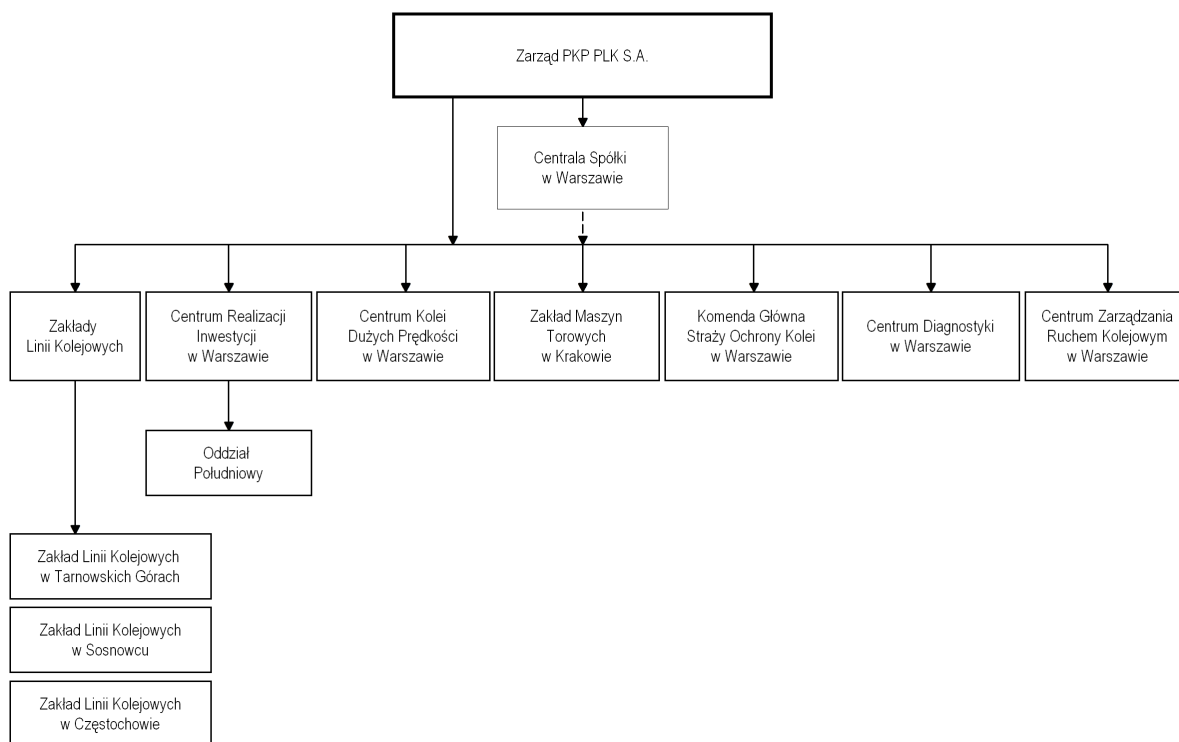 Zarząd PKP PLK S.A.
Centrala Spółki
w Warszawie
Zakłady
Linii Kolejowych
Centrum Realizacji
Inwestycji
w Warszawie
Centrum Kolei
Dużych Prędkości
w Warszawie
Zakład Maszyn
Torowych
w Krakowie
Komenda Główna
Straży Ochrony Kolei
w Warszawie
Centrum Diagnostyki
w Warszawie
Centrum Zarządzania
Ruchem Kolejowym
w Warszawie
Oddział
Południowy
Zakład Linii Kolejowych
w Tarnowskich Górach
Zakład Linii Kolejowych
w Sosnowcu
Zakład Linii Kolejowych
w Częstochowie